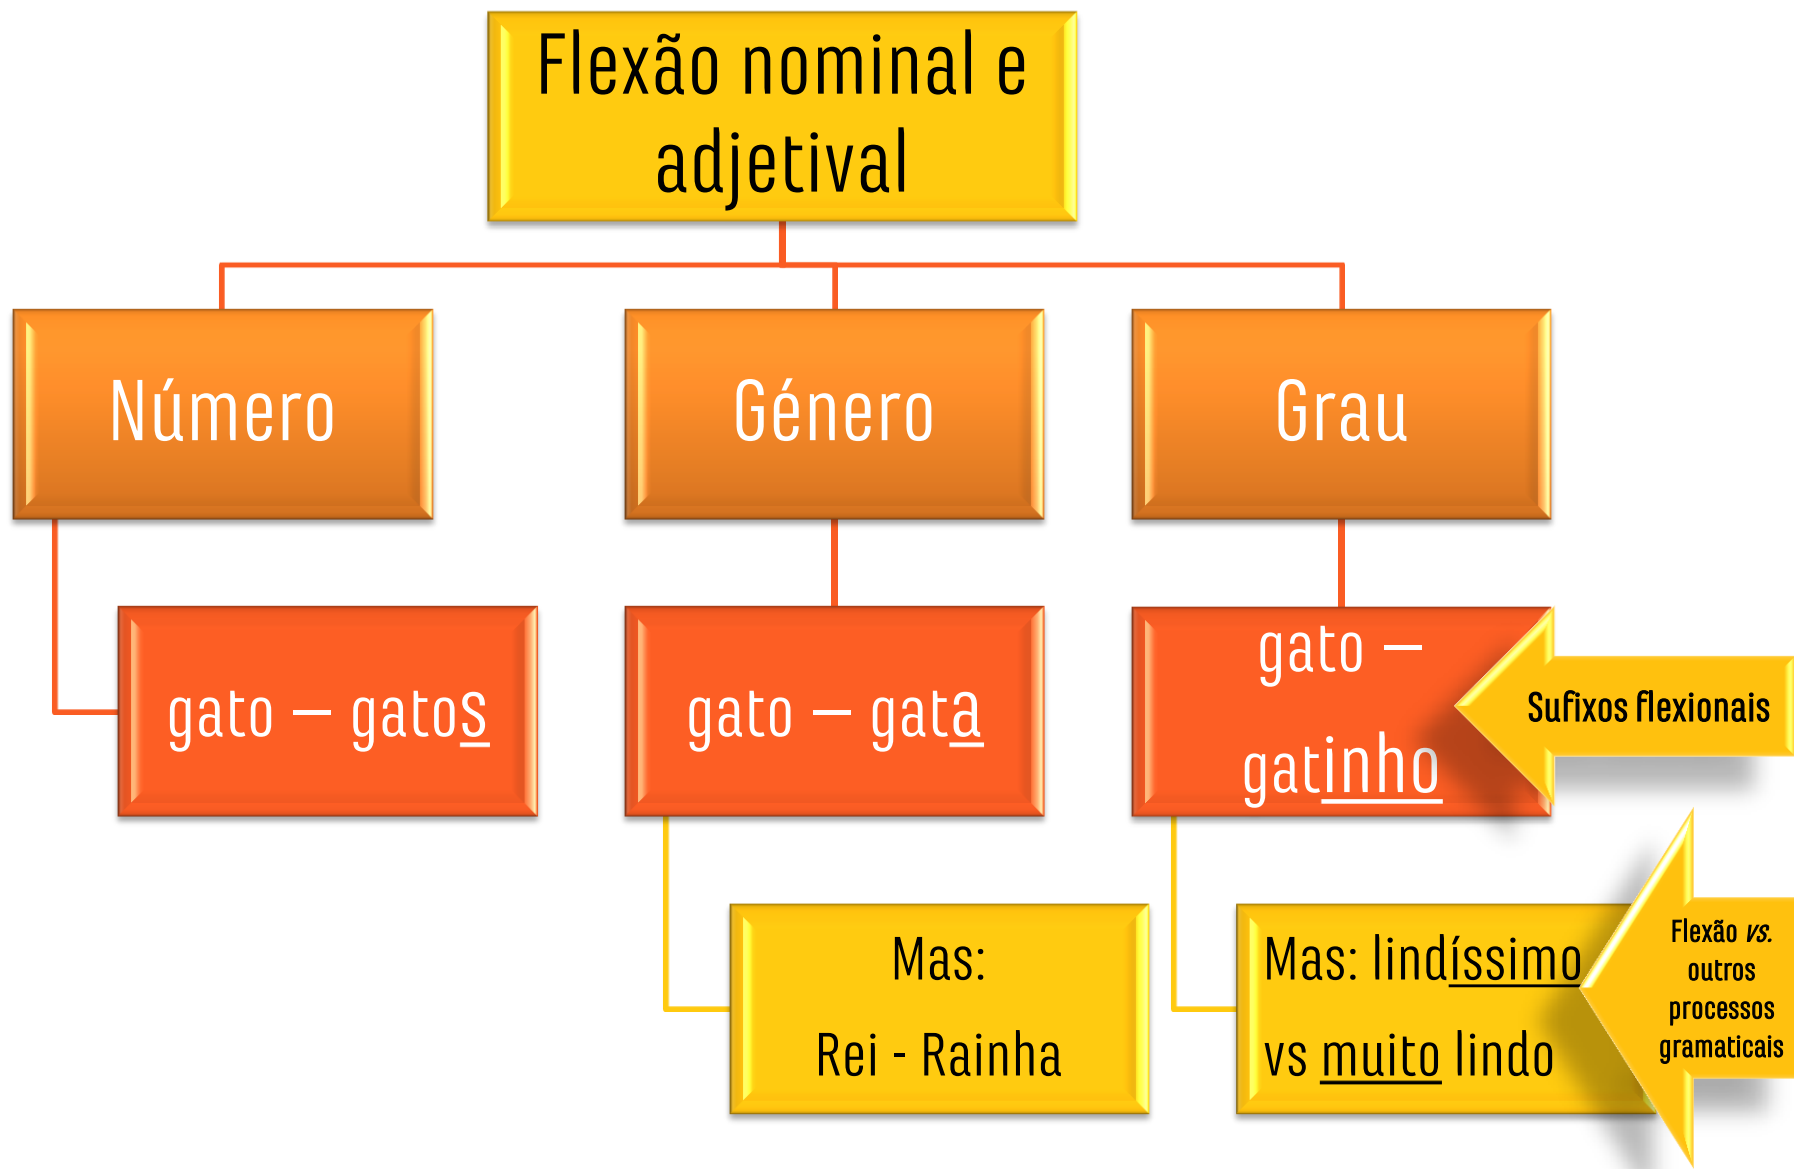 Flexão nominal e
adjetival
Número
Género
Grau
gato – gatos
gato – gata
gato –
gatinho
Sufixos flexionais
Mas:
Rei - Rainha
Mas: lindíssimo
vs muito lindo
Flexão vs.
outros
processos
gramaticais